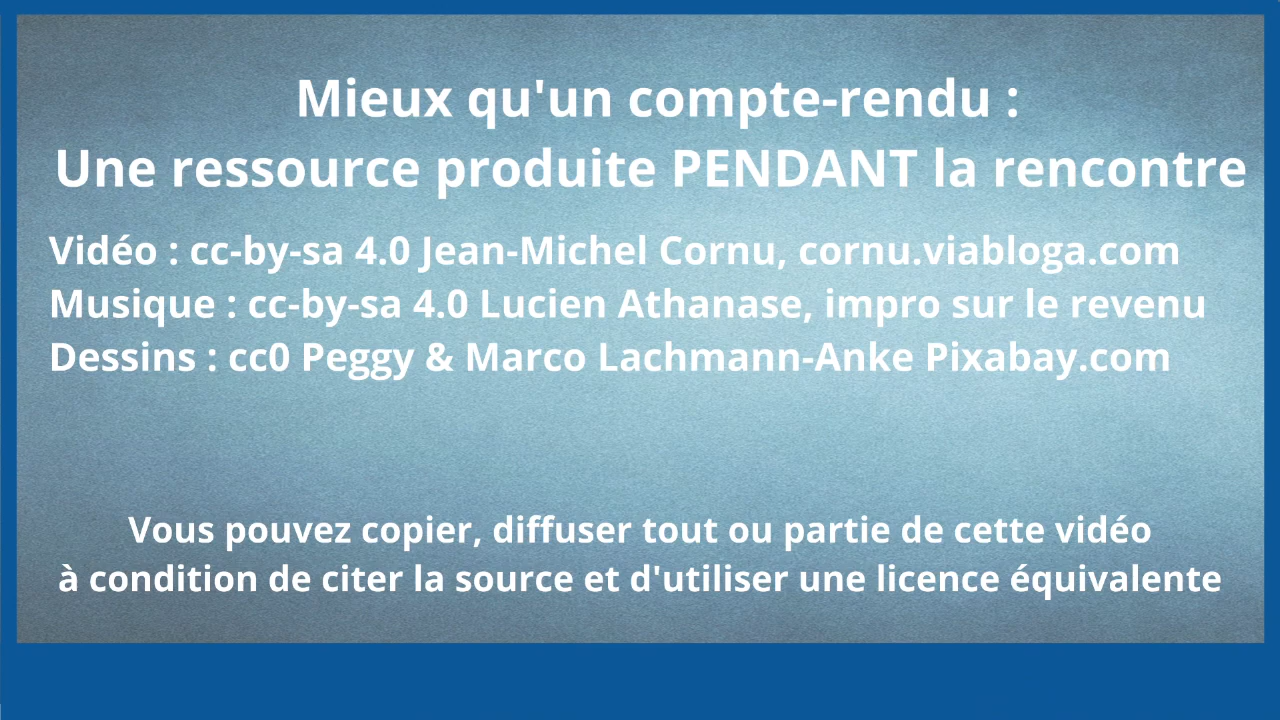 Mieux qu'un compte-rendu :
Une ressource produite PENDANT la rencontre
Vidéo : cc-by-sa 4.0 Jean-Michel Cornu, cornu.viabloga.com
Musique : cc-by-sa 4.0 Lucien Athanase, impro sur le revenu
Dessins : cc0 Peggy & Marco Lachmann-Anke Pixabay.com
Vous pouvez copier, diffuser tout ou partie de cette vidéo
à condition de citer la source et d'utiliser une licence équivalente